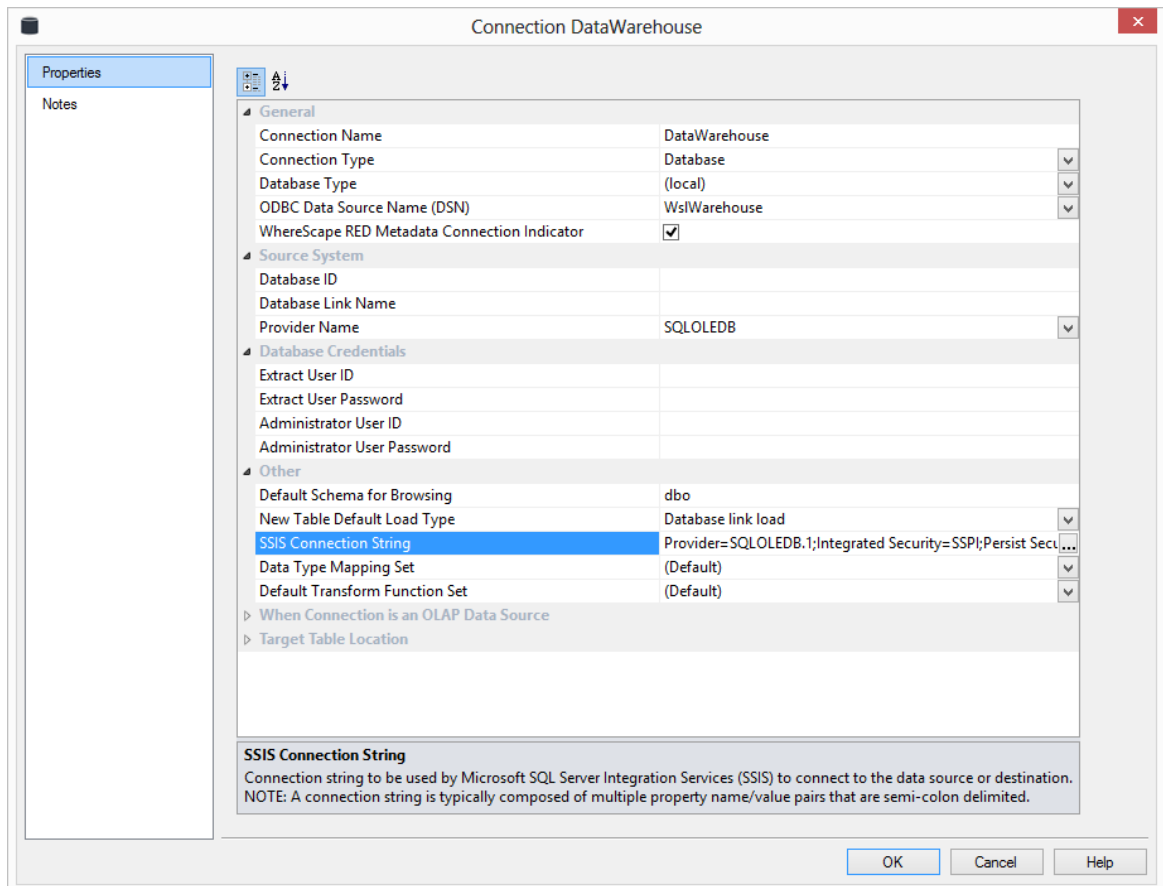 Connection DataWarehouse
Properties
Notes
General
Connection Name DataWarehouse
Connection Type Database
Database Type (local)
ODBC Data Source Name (DSN) WslWarehouse
WhereScape RED Metadata Connection Indicator
Source System
Database ID
Database Link Name
Provider Name SQLOLEDB
Database Credentials
Extract User ID
Extract User Password
Administrator User ID
Administrator User Password
Other
Default Schema for Browsing dbo
New Table Default Load Type Database link load
SSIS Connection String Provider=SQLOLEDB.1;Integrated Security=SSPI;Persist Secu...
Data Type Mapping Set (Default)
Default Transform Function Set (Default)
When Connection is an OLAP Data Source
Target Table Location
SSIS Connection String
Connection string to be used by Microsoft SQL Server Integration Services (SSIS) to connect to the data source or destination.
NOTE: A connection string is typically composed of multiple property name/value pairs that are semi-colon delimited.
OK Cancel Help